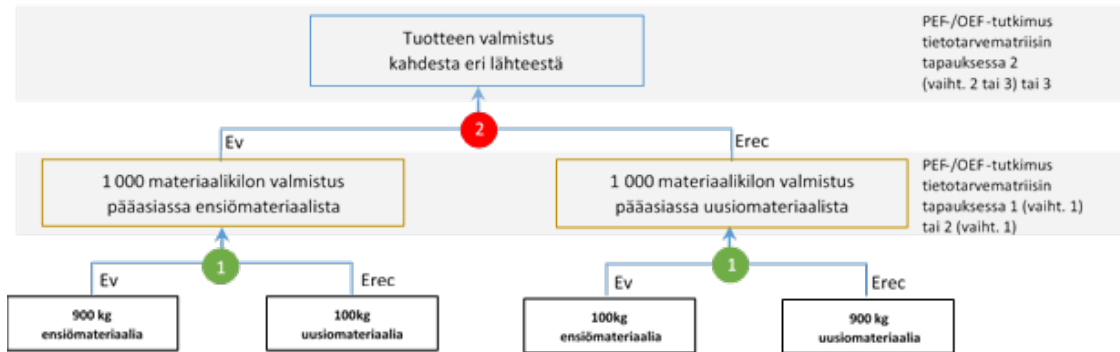 Tuotteen valmistus
kahdesta eri lähteestä
PEF-/OEF-tutkimus
tietotarvematriisin
tapauksessa 2
(vaiht. 2 tai 3) tai 3
2
Ev
Erec
1 000 materiaalikilon valmistus
pääasiassa ensiömateriaalista
1 000 materiaalikilon valmistus
pääasiassa uusiomateriaalista
PEF-/OEF-tutkimus
tietotarvematriisin
tapauksessa 1 (vaiht. 1)
tai 2 (vaiht. 1)
1
Ev
Erec
1
Ev
Erec
900 kg
ensiömateriaalia
100kg
uusiomateriaalia
100kg
ensiömateriaalia
900 kg
uusiomateriaalia